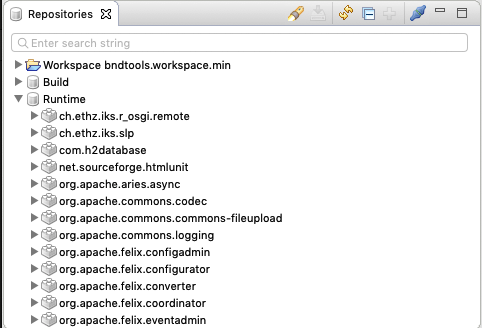 Repositories
Enter search string
Workspace bndtools.workspace.min
Build
Runtime
ch.ethz.iks.r_osgi.remote
ch.ethz.iks.slp
com.h2database
net.sourceforge.htmlunit
org.apache.aries.async
org.apache.commons.codec
org.apache.commons.commons-fileupload
org.apache.commons.logging
org.apache.felix.configadmin
org.apache.felix.configurator
org.apache.felix.converter
org.apache.felix.coordinator
org.apache.felix.eventadmin